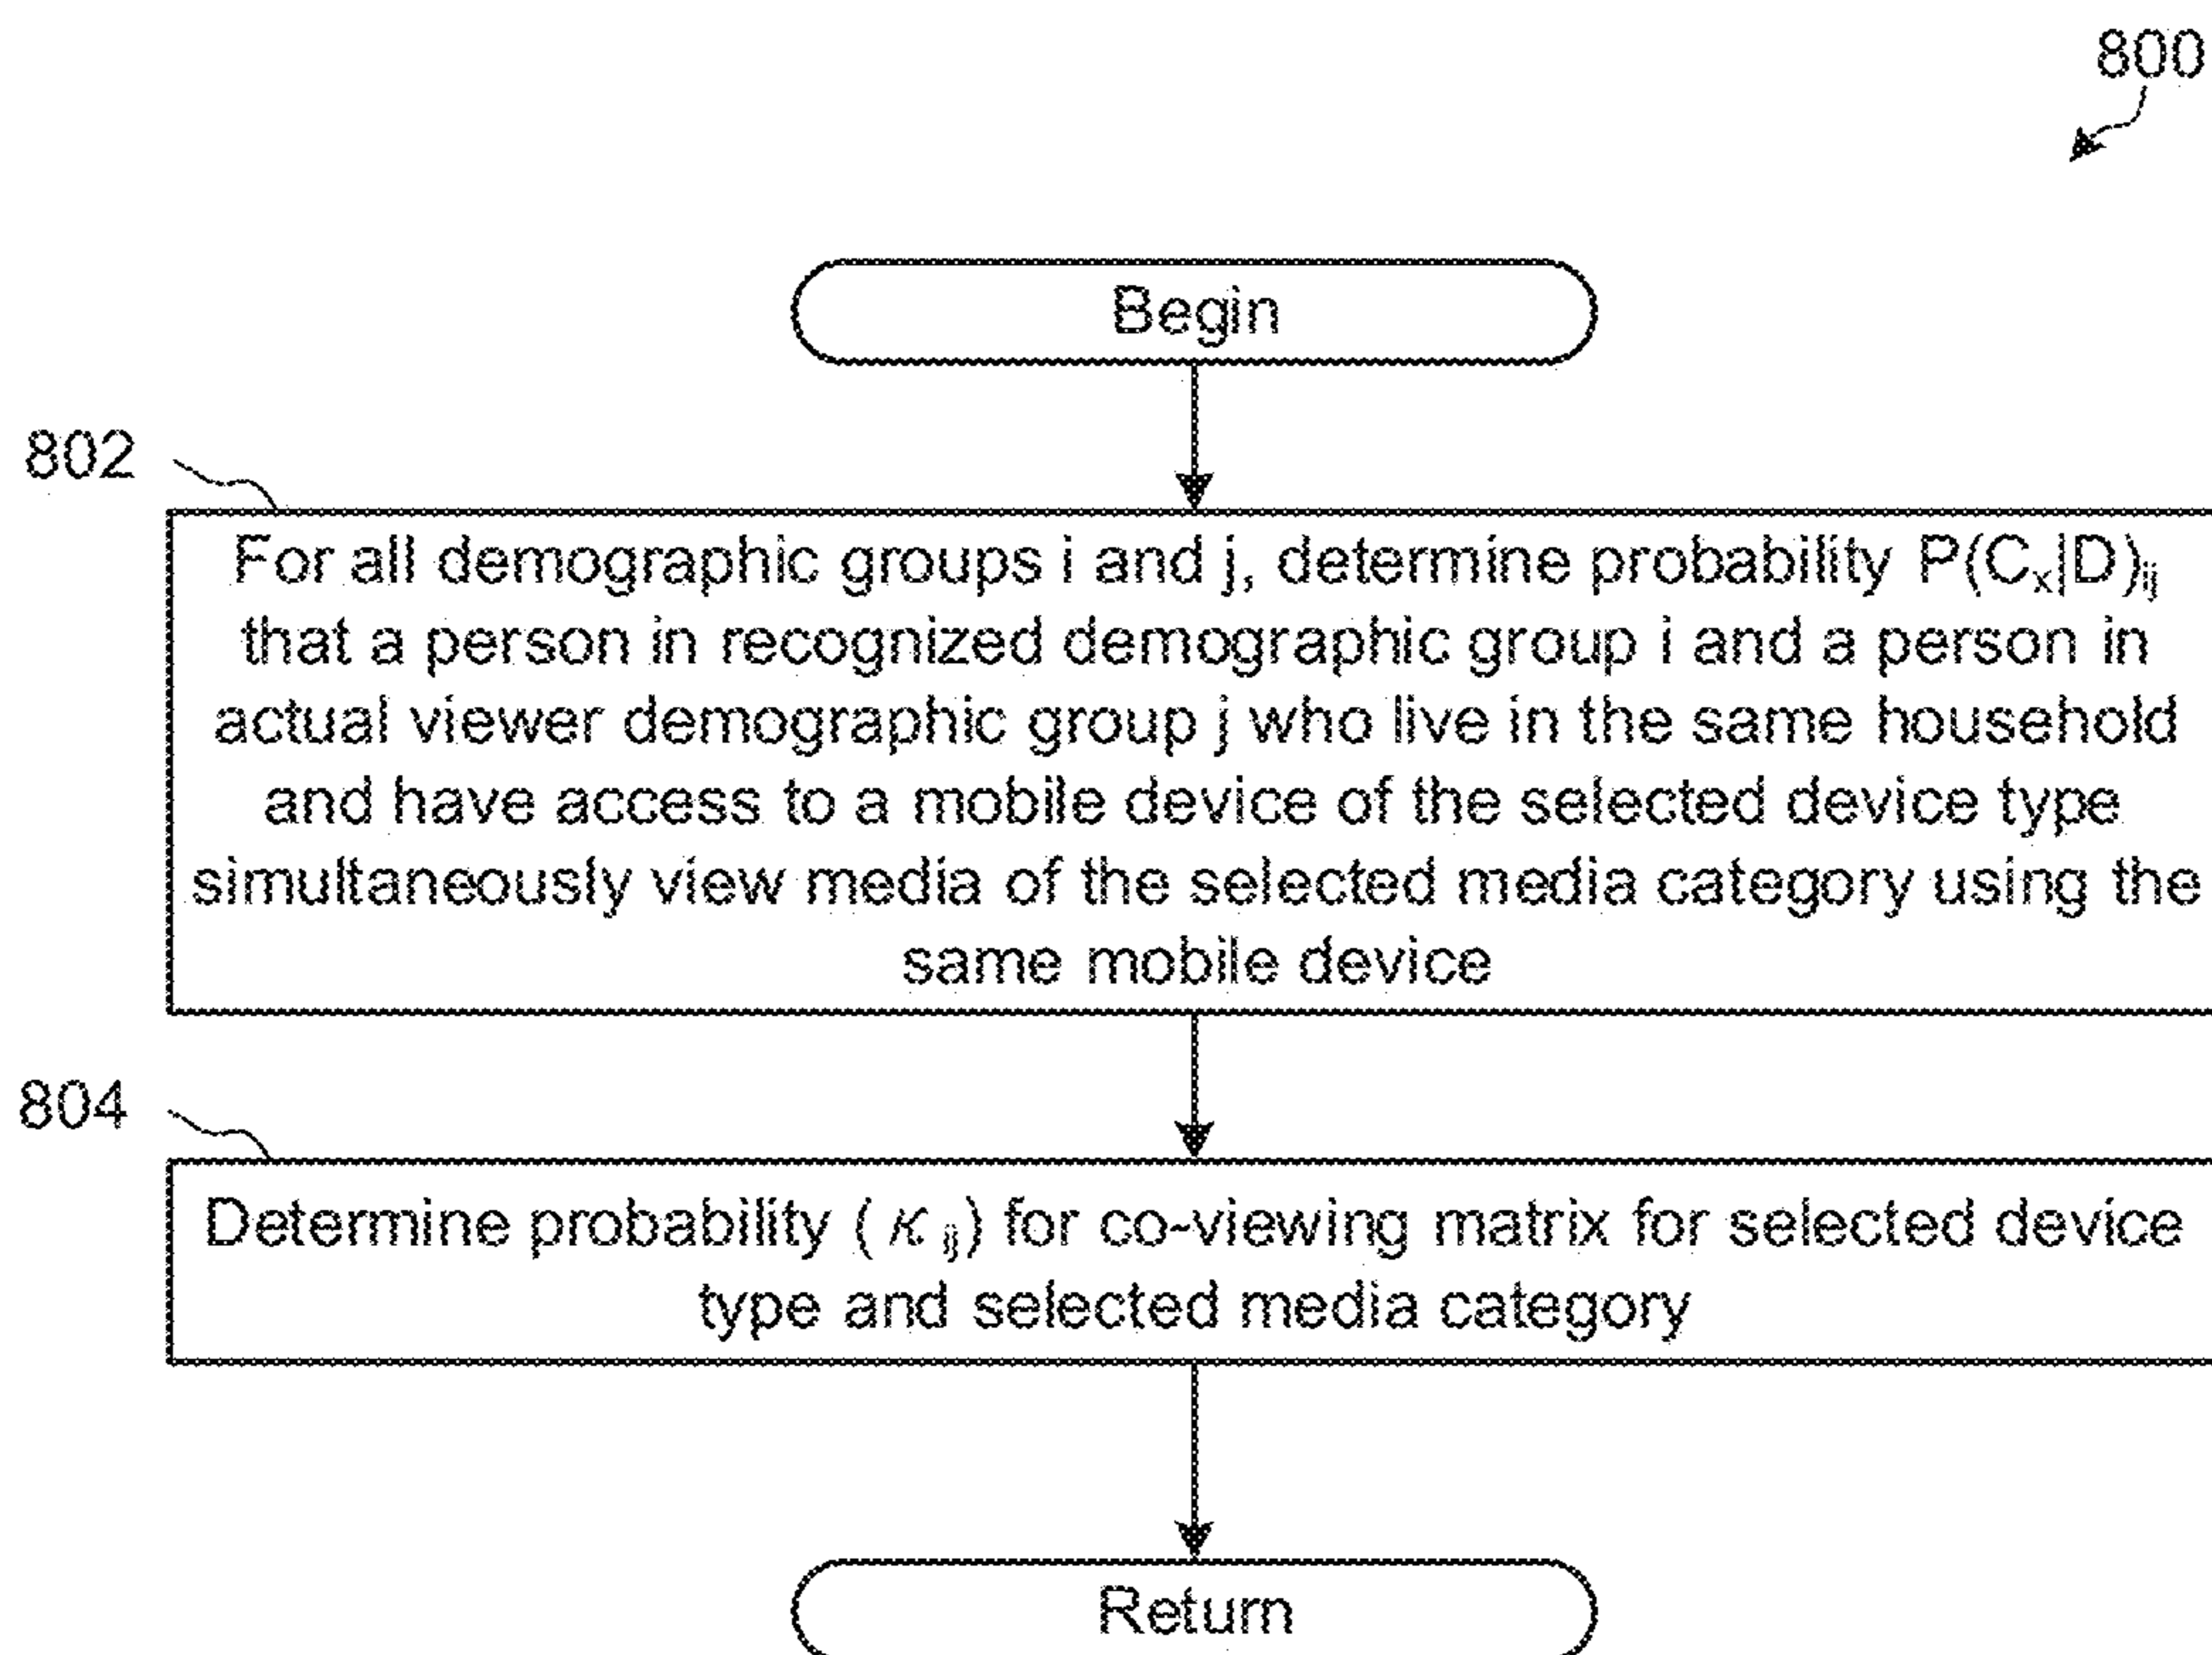 800
Begin
802
For all demographic groups i and j, determine probability P(Cₓ|D)ᵢⱼ
that a person in recognized demographic group i and a person in
actual viewer demographic group j who live in the same household
and have access to a mobile device of the selected device type
simultaneously view media of the selected media category using the
same mobile device
804
Determine probability (κᵢⱼ) for co-viewing matrix for selected device
type and selected media category
Return